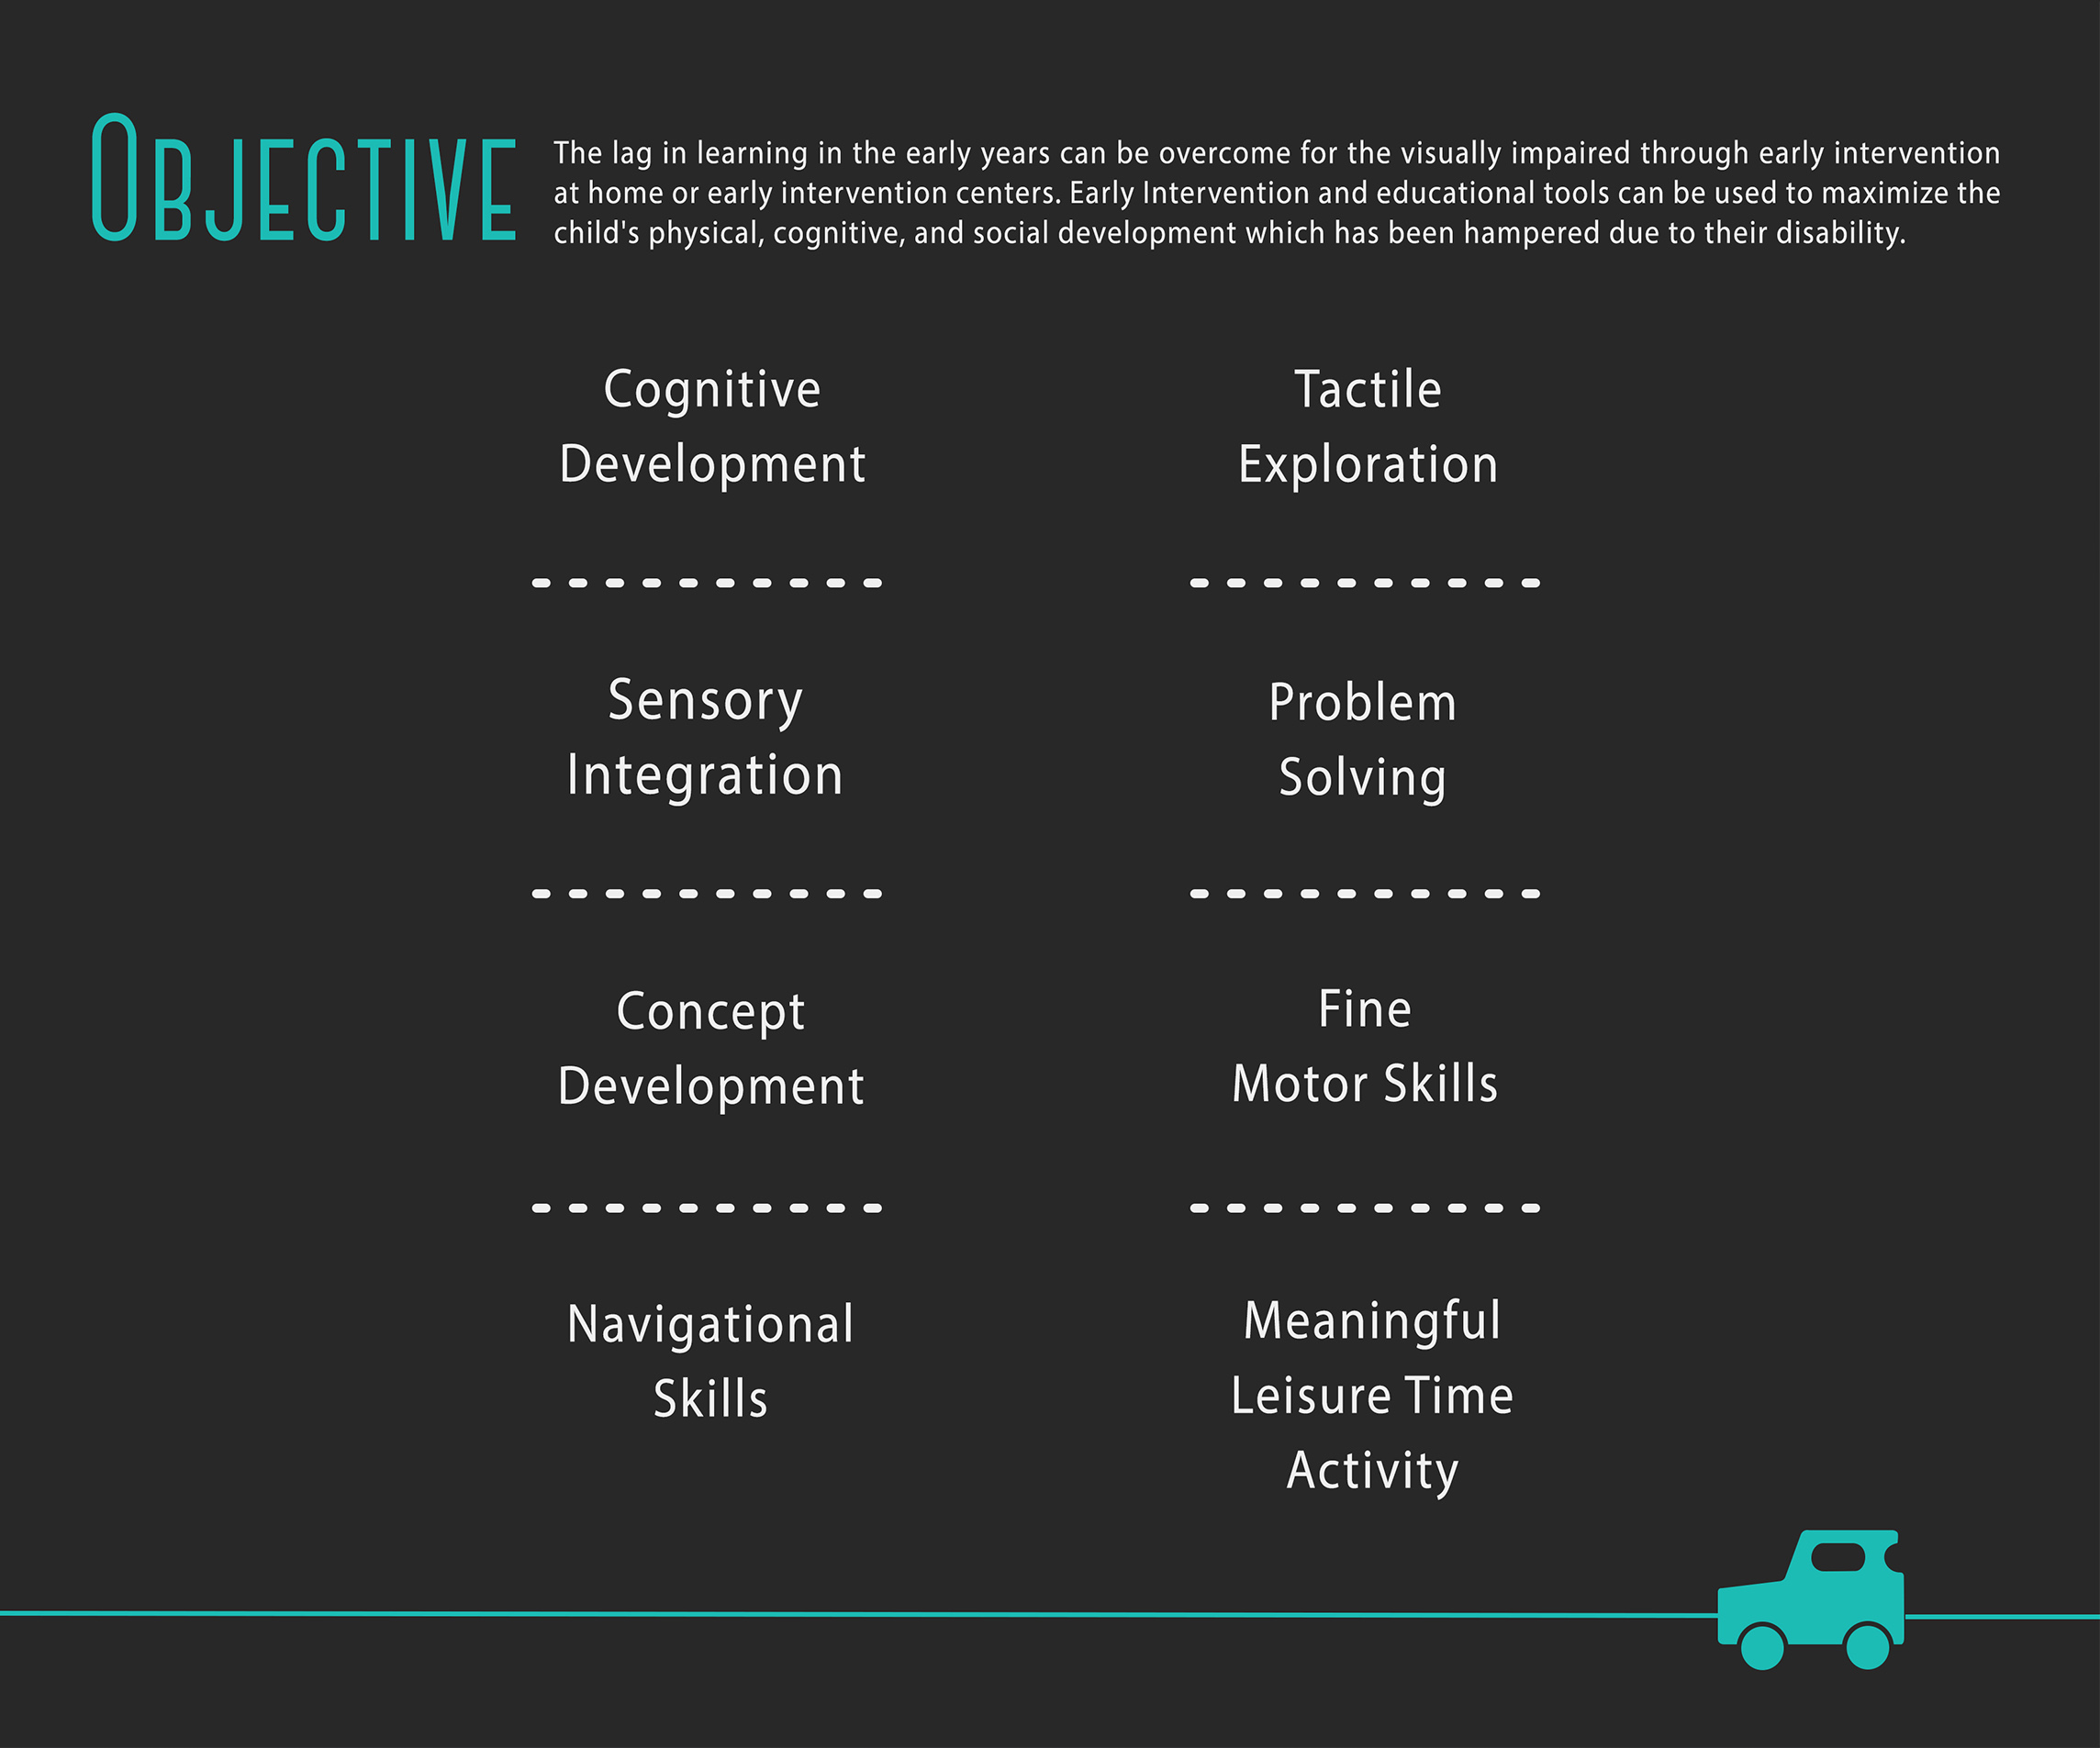 OBJECTIVE
The lag in learning in the early years can be overcome for the visually impaired through early intervention
at home or early intervention centers. Early Intervention and educational tools can be used to maximize the
child's physical, cognitive, and social development which has been hampered due to their disability.
Cognitive
Development
Tactile
Exploration
Sensory
Integration
Problem
Solving
Concept
Development
Fine
Motor Skills
Navigational
Skills
Meaningful
Leisure Time
Activity